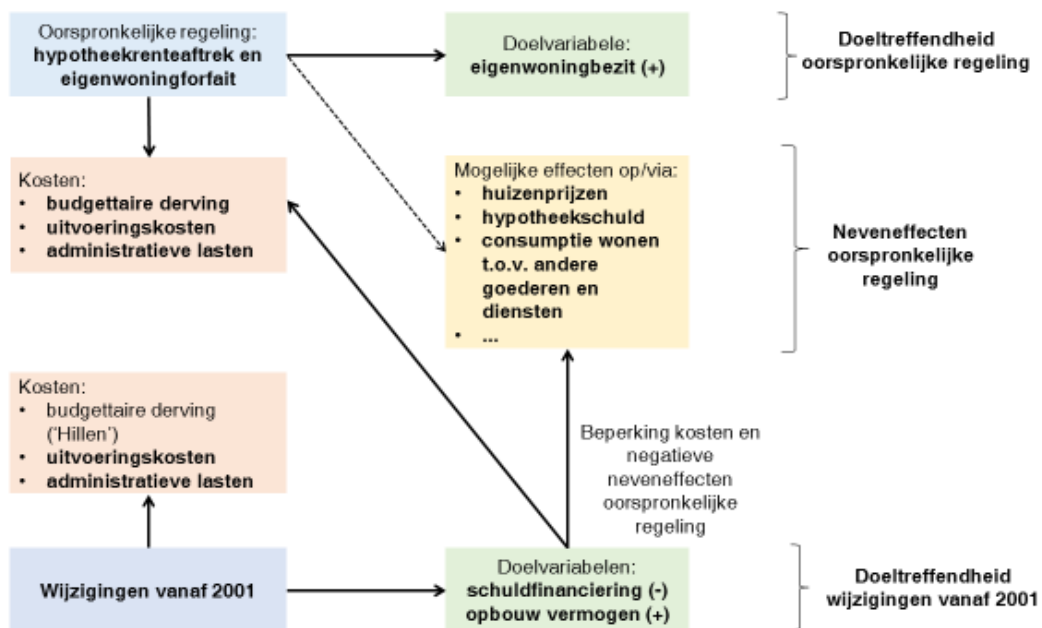 Oorspronkelijke regeling:
hypotheekrenteaftrek en
eigenwoningforfait
Doelvariabele:
eigenwoningbezit (+)
Doeltreffendheid
oorspronkelijke regeling
Kosten:
• budgettaire derving
• uitvoeringskosten
• administratieve lasten
Mogelijke effecten op/via:
• huizenprijzen
• hypotheekschuld
• consumptie wonen
t.o.v. andere
goederen en
diensten
• ...
Neveneffecten
oorspronkelijke
regeling
Kosten:
• budgettaire derving
('Hillen')
• uitvoeringskosten
• administratieve lasten
Beperking kosten en
negatieve
neveneffecten
oorspronkelijke
regeling
Wijzigingen vanaf 2001
Doelvariabelen:
schuldfinanciering (-)
opbouw vermogen (+)
Doeltreffendheid
wijzigingen vanaf 2001